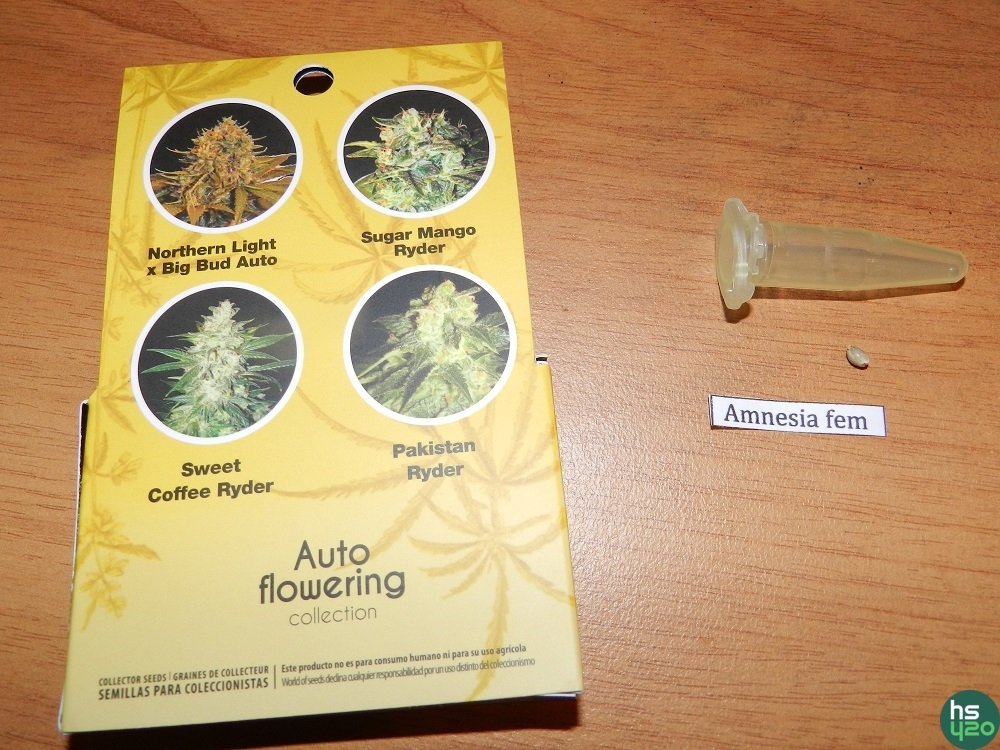 Northern Light
x Big Bud Auto
Sugar Mango
Ryder
Sweet
Coffee Ryder
Pakistan
Ryder
Auto
flowering
collection
COLLECTOR SEEDS | GRAINES DE COLLECTEUR
SEMILLAS PARA COLECCIONISTAS
Este producto no es para consumo humano ni para su uso agrícola
World of seeds declina cualquier responsabilidad por un uso distinto del coleccionismo
Amnesia fem
hs
420